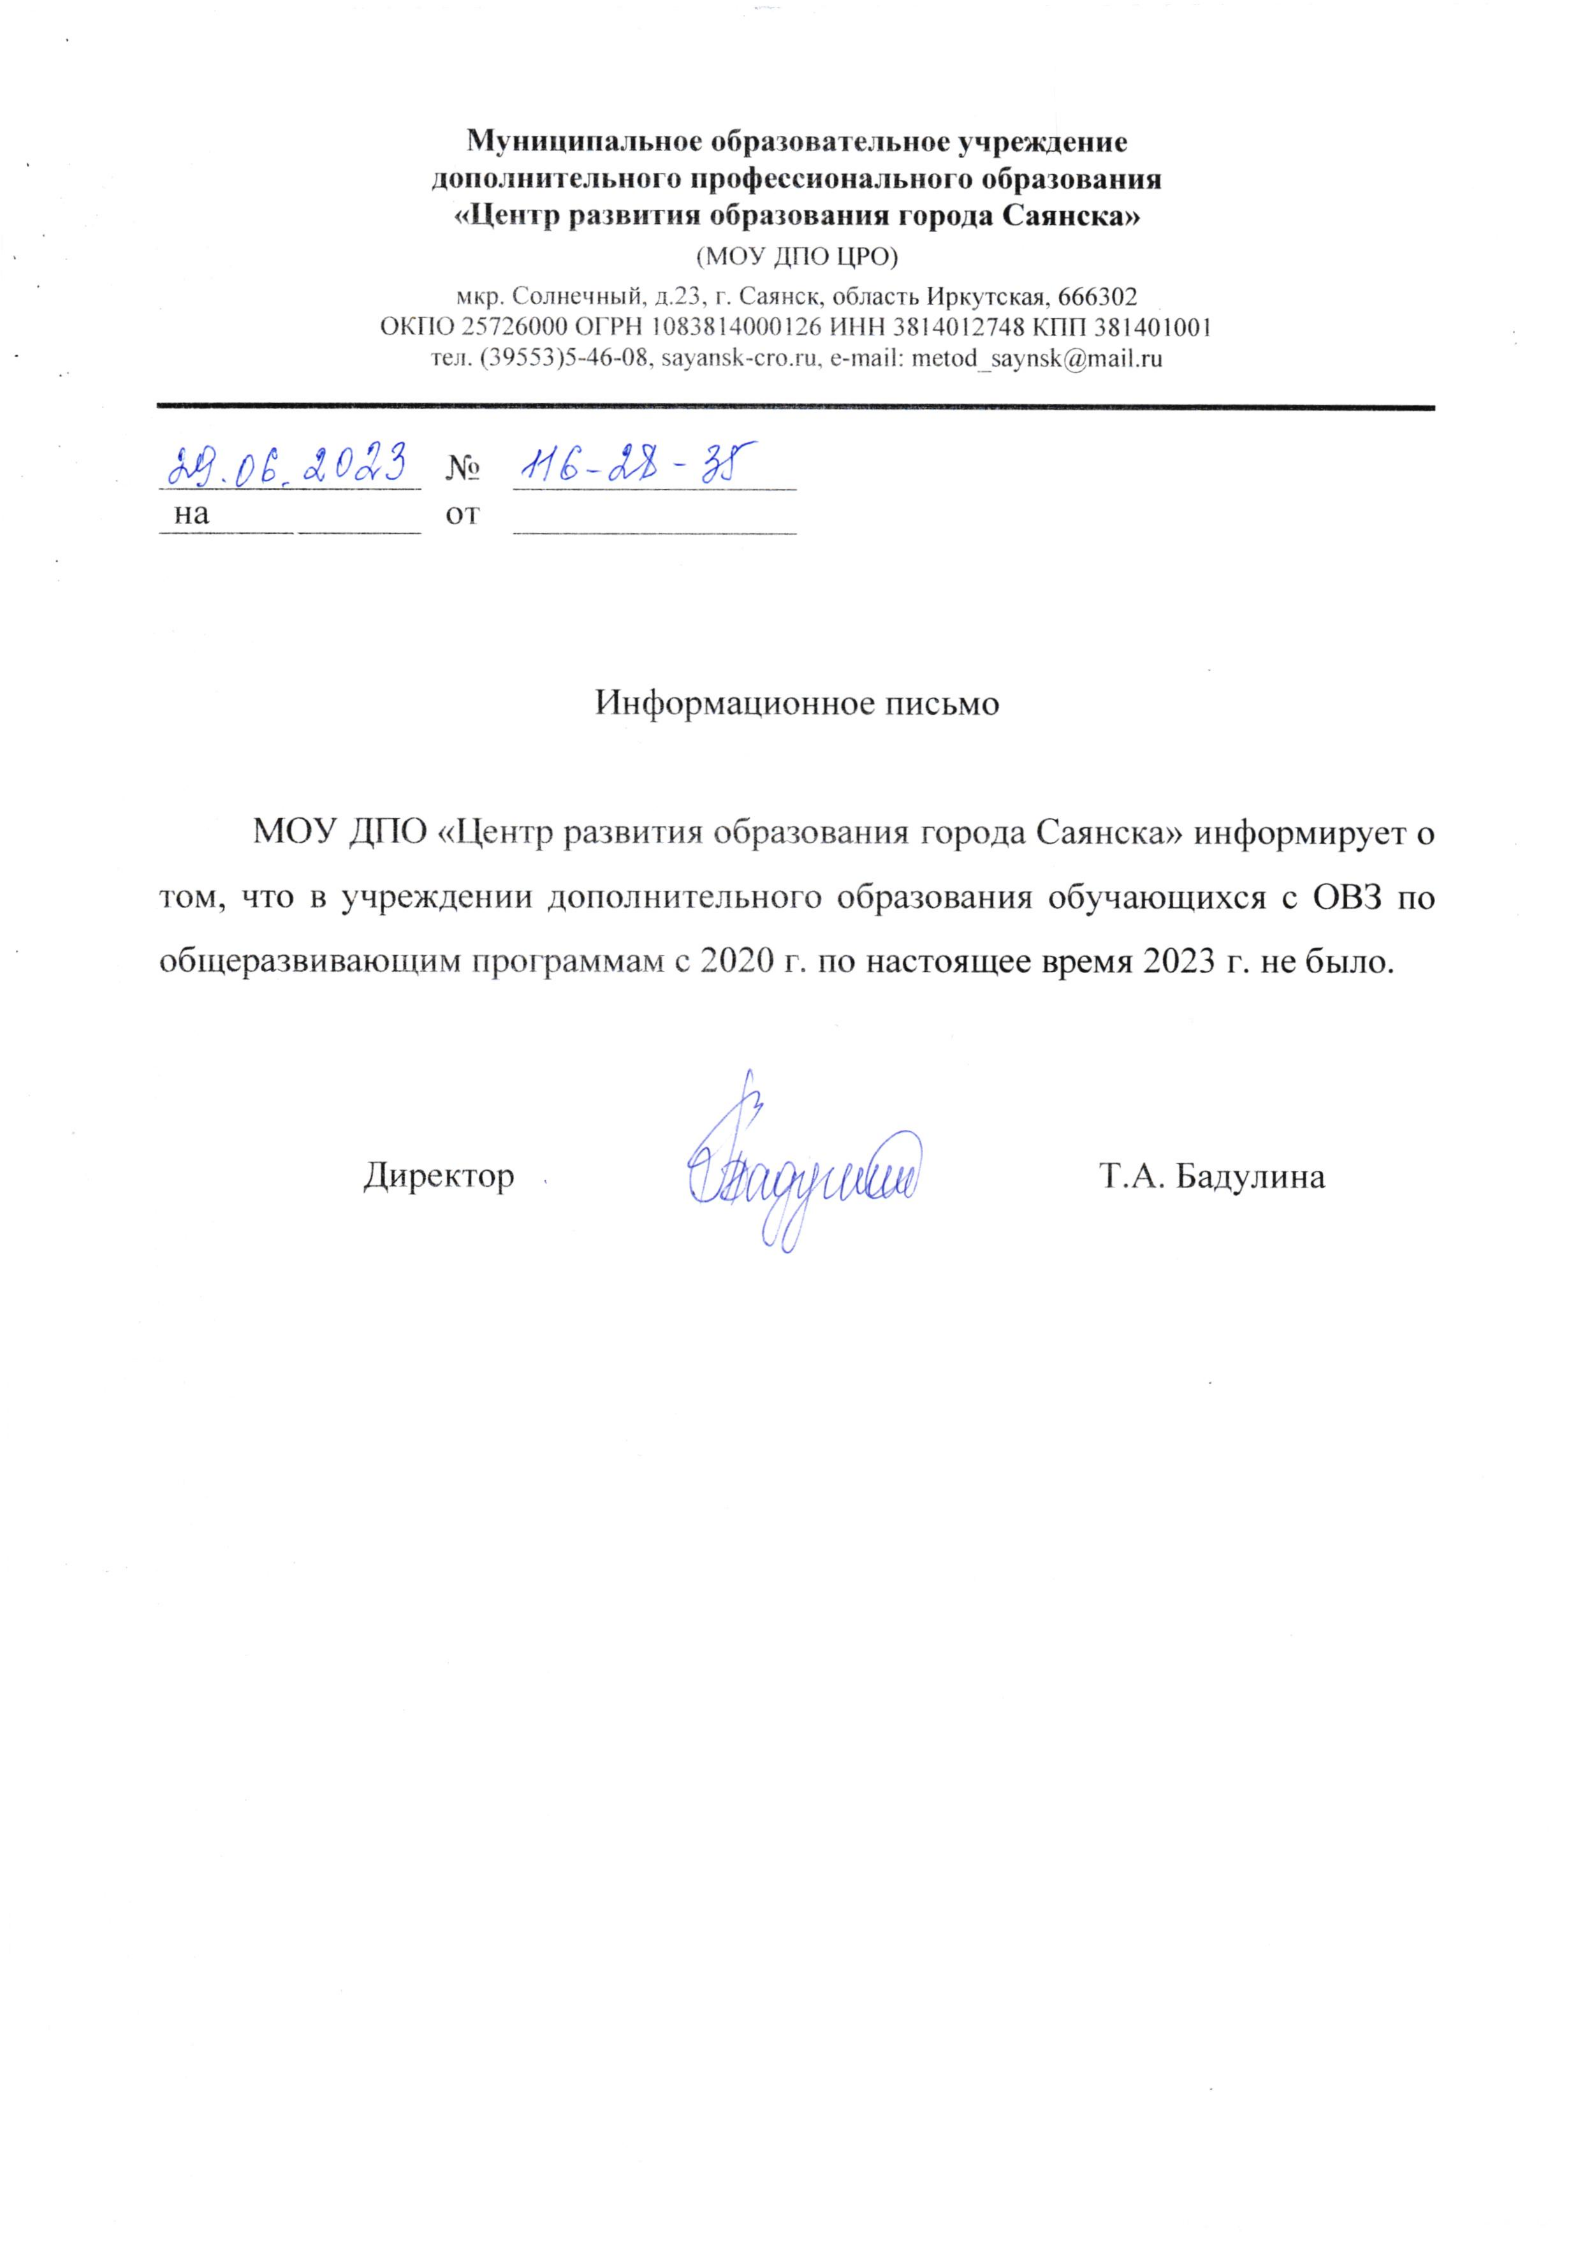 Муниципальное образовательное учреждение
дополнительного профессионального образования
«Центр развития образования города Саянска»
(МОУ ДПО ЦРО)
мкр. Солнечный, д.23, г. Саянск, область Иркутская, 666302
ОКПО 25726000 ОГРН 1083814000126 ИНН 3814012748 КПП 381401001
тел. (39553)5-46-08, sayansk-cro.ru, e-mail: metod_saynsk@mail.ru
29.06.2023 № 116-28-35
на от
Информационное письмо
МОУ ДПО «Центр развития образования города Саянска» информирует о
том, что в учреждении дополнительного образования обучающихся с ОВЗ по
общеразвивающим программам с 2020 г. по настоящее время 2023 г. не было.
Директор Т.А. Бадулина